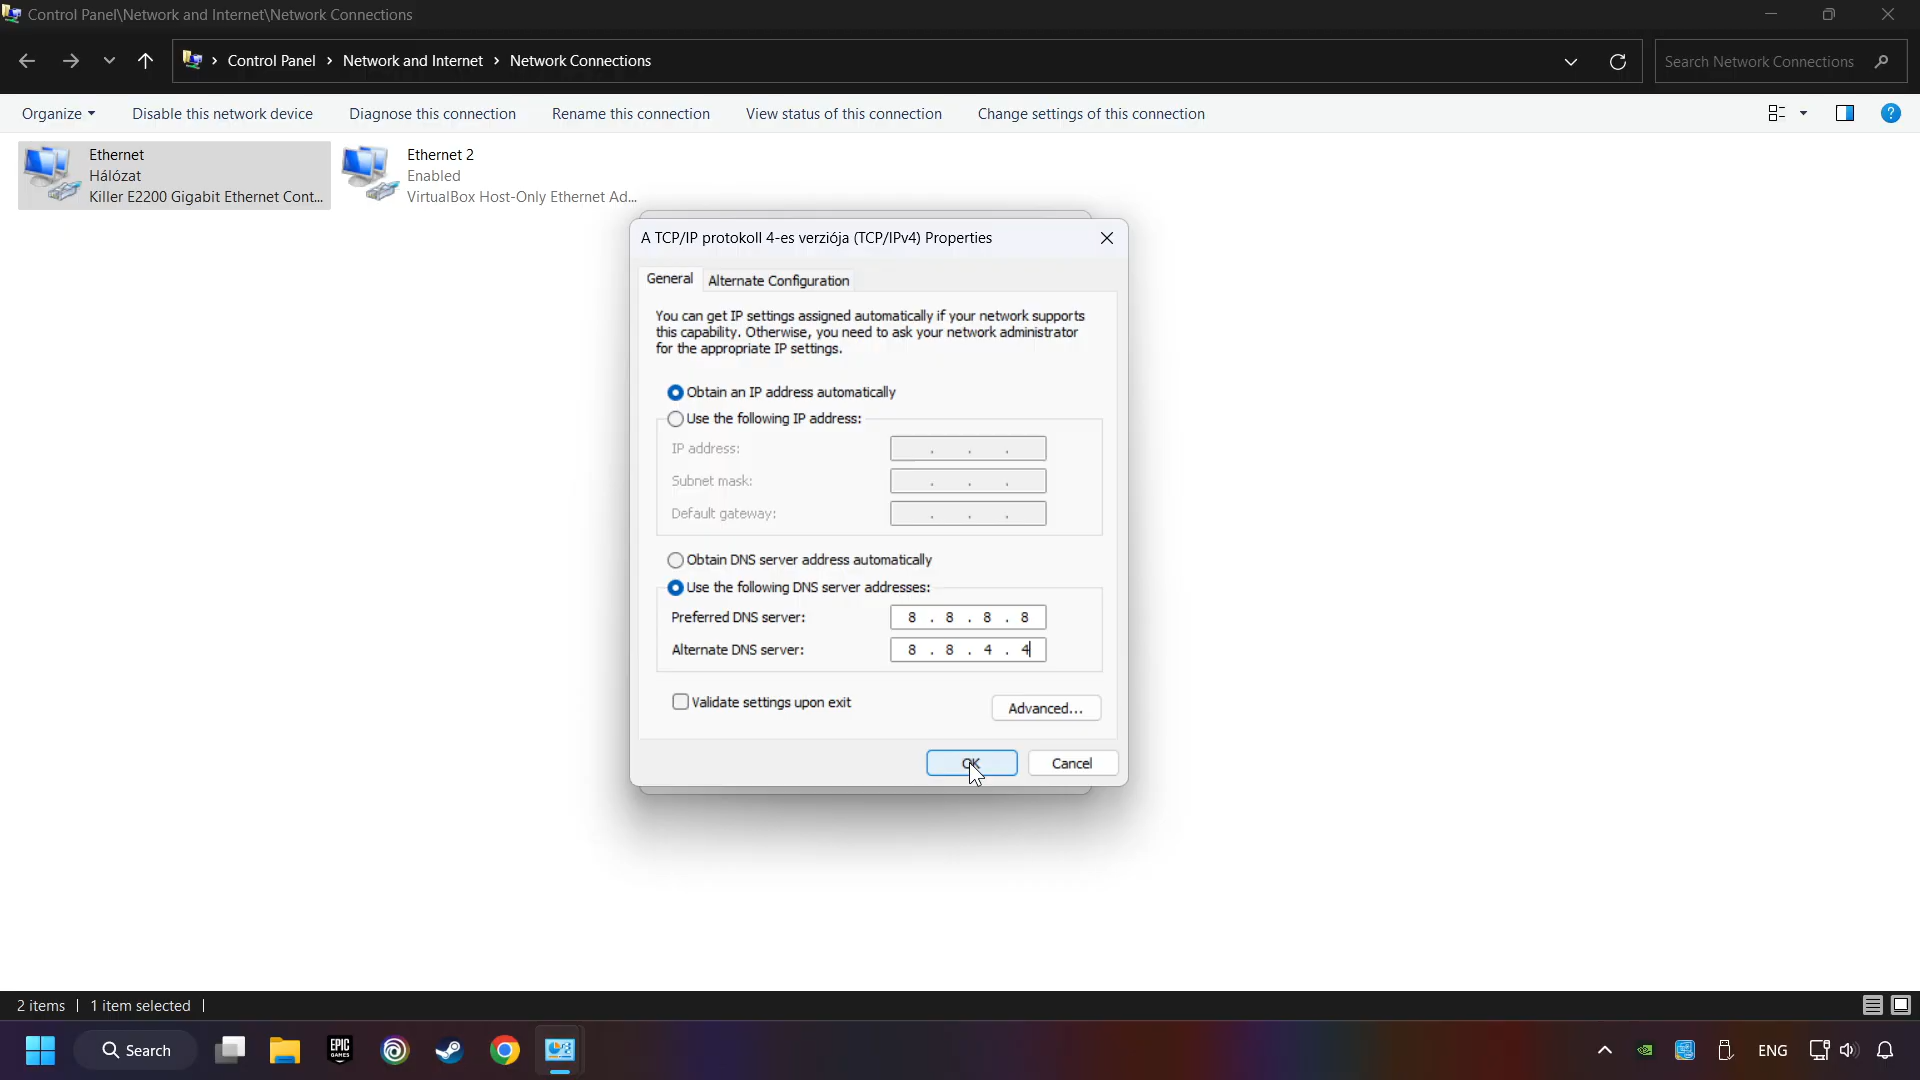 Control Panel\Network and Internet\Network Connections
Control Panel > Network and Internet > Network Connections
Search Network Connections
Organize Disable this network device Diagnose this connection Rename this connection View status of this connection Change settings of this connection
Ethernet
Hálózat
Killer E2200 Gigabit Ethernet Cont...
Ethernet 2
Enabled
VirtualBox Host-Only Ethernet Ad...
A TCP/IP protokoll 4-es verziója (TCP/IPv4) Properties
General Alternate Configuration
You can get IP settings assigned automatically if your network supports
this capability. Otherwise, you need to ask your network administrator
for the appropriate IP settings.
Obtain an IP address automatically
Use the following IP address:
IP address: . . .
Subnet mask: . . .
Default gateway: . . .
Obtain DNS server address automatically
Use the following DNS server addresses:
Preferred DNS server: 8 . 8 . 8 . 8
Alternate DNS server: 8 . 8 . 4 . 4
Validate settings upon exit
Advanced...
OK Cancel
2 items | 1 item selected |
Search
EPIC GAMES
ENG